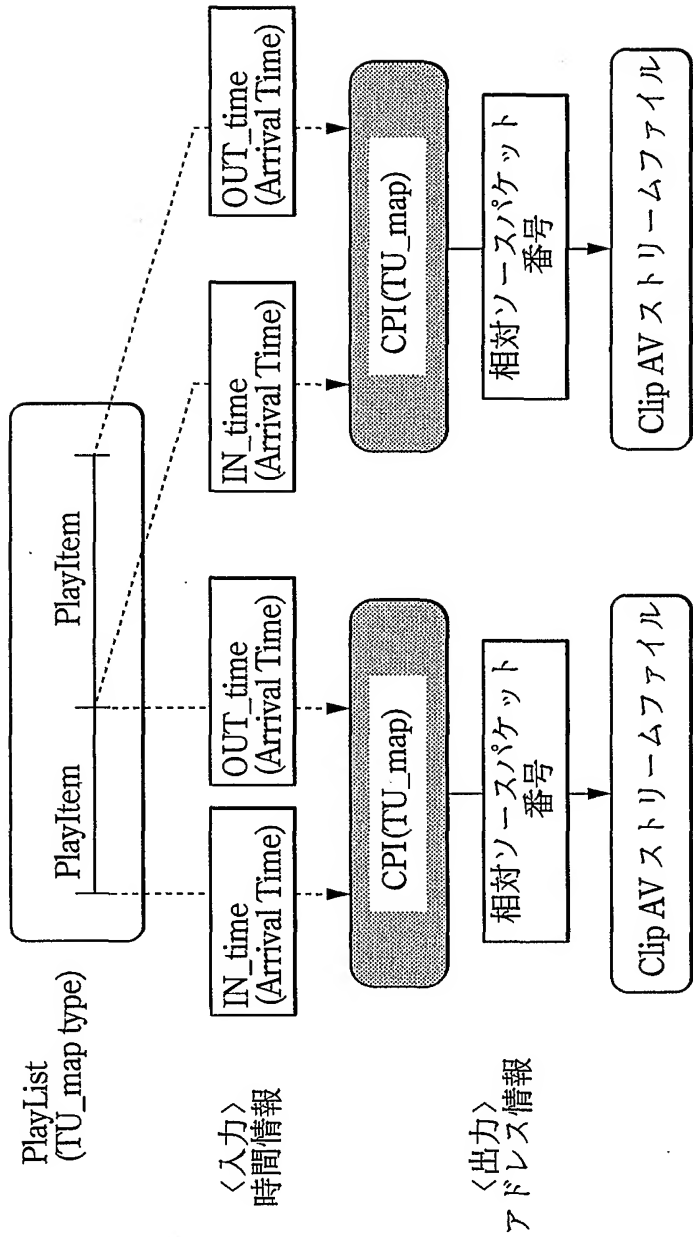 PlayList
(TU_map type)
PlayItem
PlayItem
<入力>
時間情報
IN_time
(Arrival Time)
OUT_time
(Arrival Time)
IN_time
(Arrival Time)
OUT_time
(Arrival Time)
CPI(TU_map)
CPI(TU_map)
<出力>
アドレス情報
相対ソースパケット
番号
相対ソースパケット
番号
Clip AV ストリームファイル
Clip AV ストリームファイル